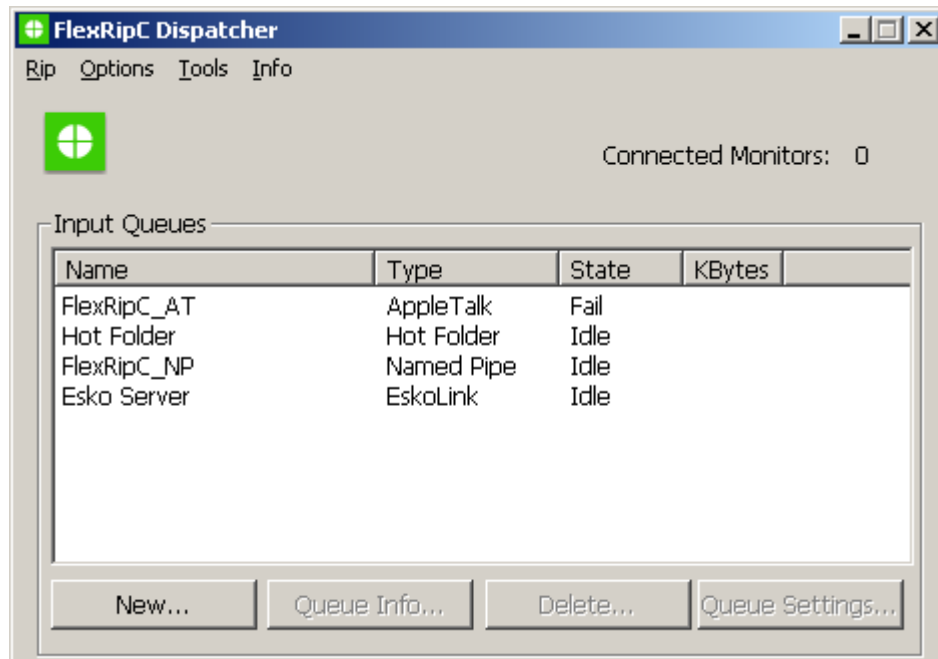 FlexRipC Dispatcher
Rip Options Tools Info
Connected Monitors: 0
Input Queues
Name Type State KBytes
FlexRipC_AT AppleTalk Fail
Hot Folder Hot Folder Idle
FlexRipC_NP Named Pipe Idle
Esko Server EskoLink Idle
New... Queue Info... Delete... Queue Settings...